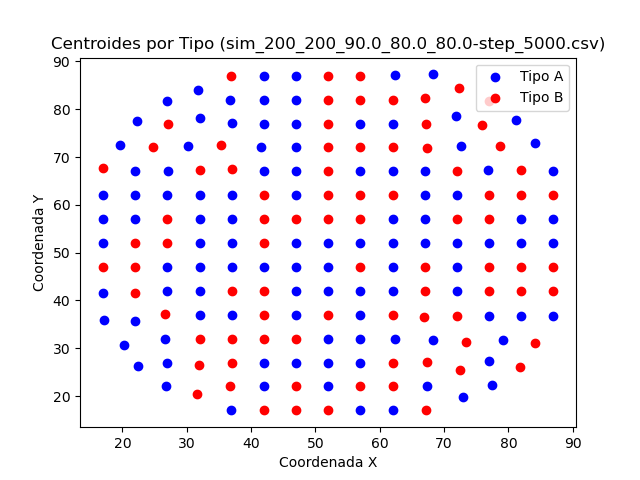 Centroides por Tipo (sim_200_200_90.0_80.0_80.0-step_5000.csv)
Tipo A
Tipo B
Coordenada Y
90
80
70
60
50
40
30
20
20 30 40 50 60 70 80 90
Coordenada X